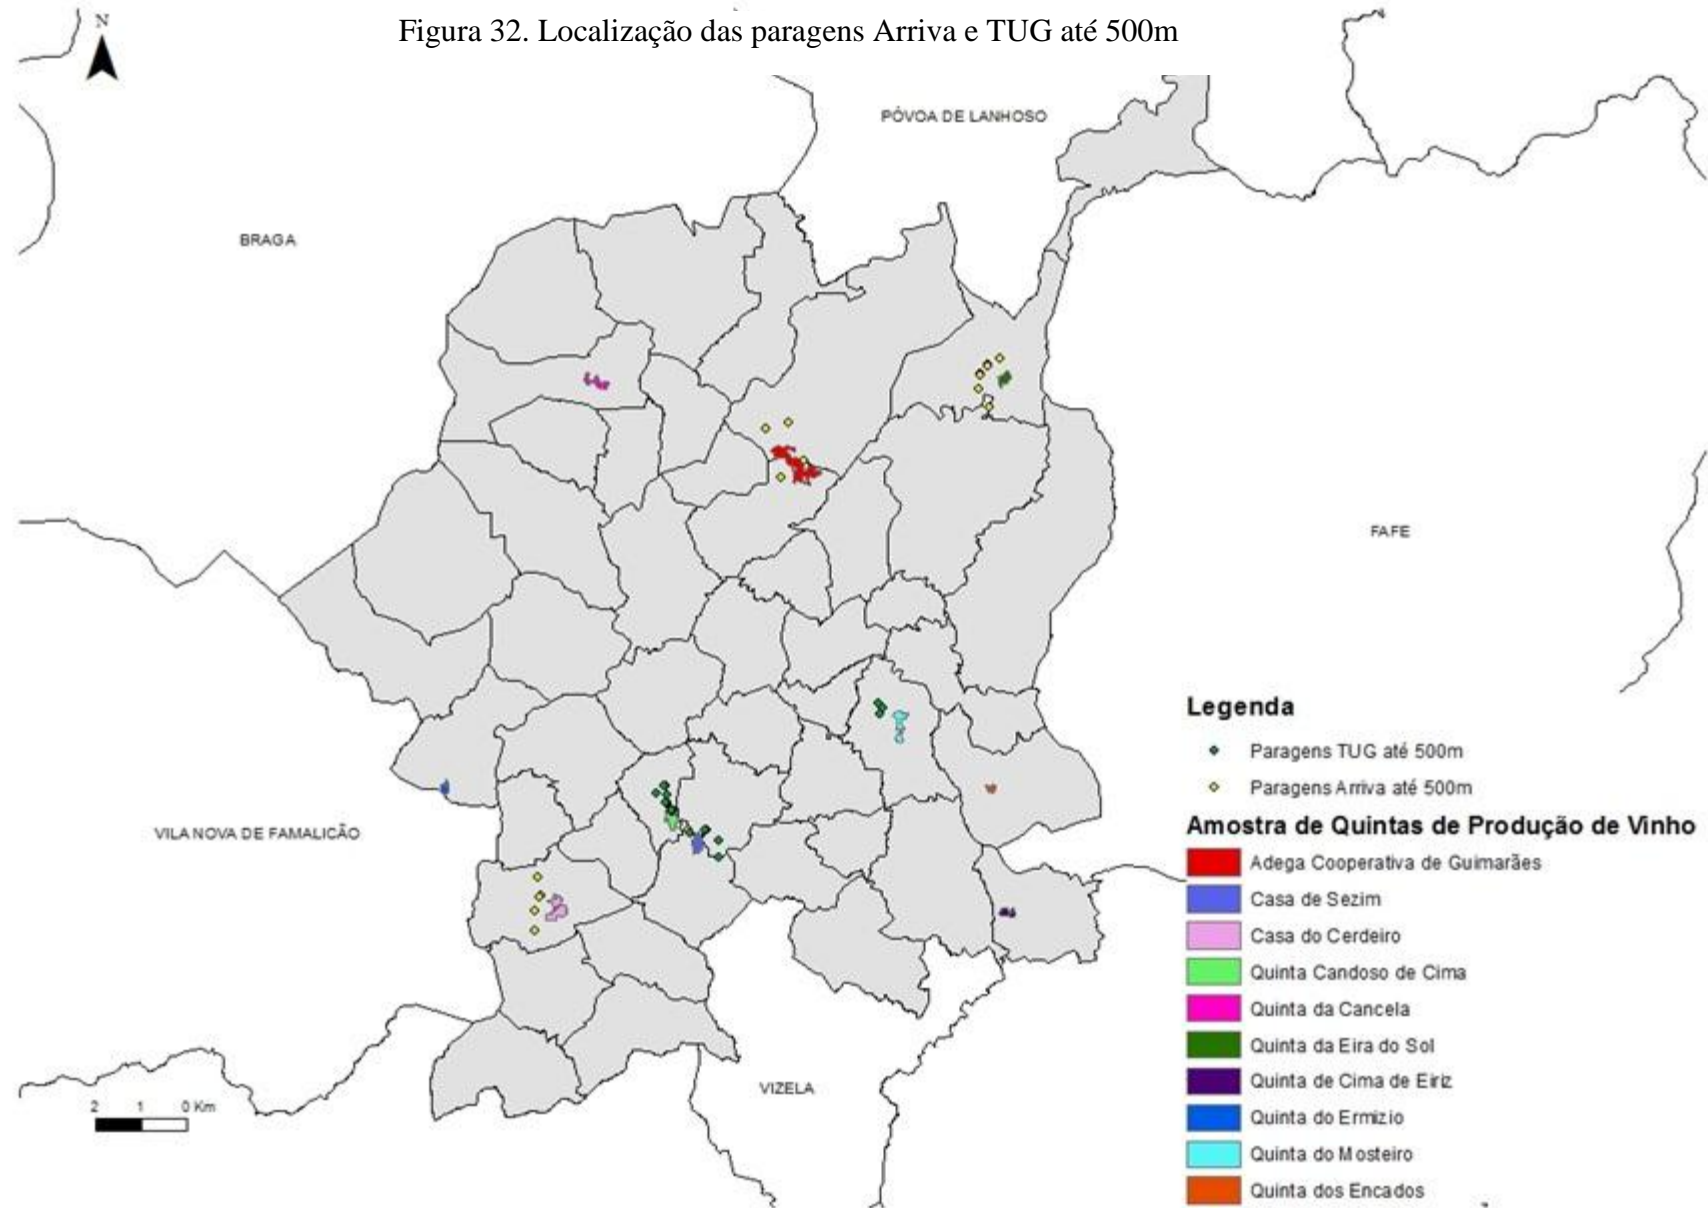 Figura 32. Localização das paragens Arriva e TUG até 500m
N
PÓVOA DE LANHOSO
BRAGA
FAFE
VILA NOVA DE FAMALICÃO
VIZELA
2 1 0 Km
Legenda
Paragens TUG até 500m
Paragens Arriva até 500m
Amostra de Quintas de Produção de Vinho
Adega Cooperativa de Guimarães
Casa de Sezim
Casa do Cerdeiro
Quinta Candoso de Cima
Quinta da Cancela
Quinta da Eira do Sol
Quinta de Cima de Eiriz
Quinta do Ermizio
Quinta do Mosteiro
Quinta dos Encados